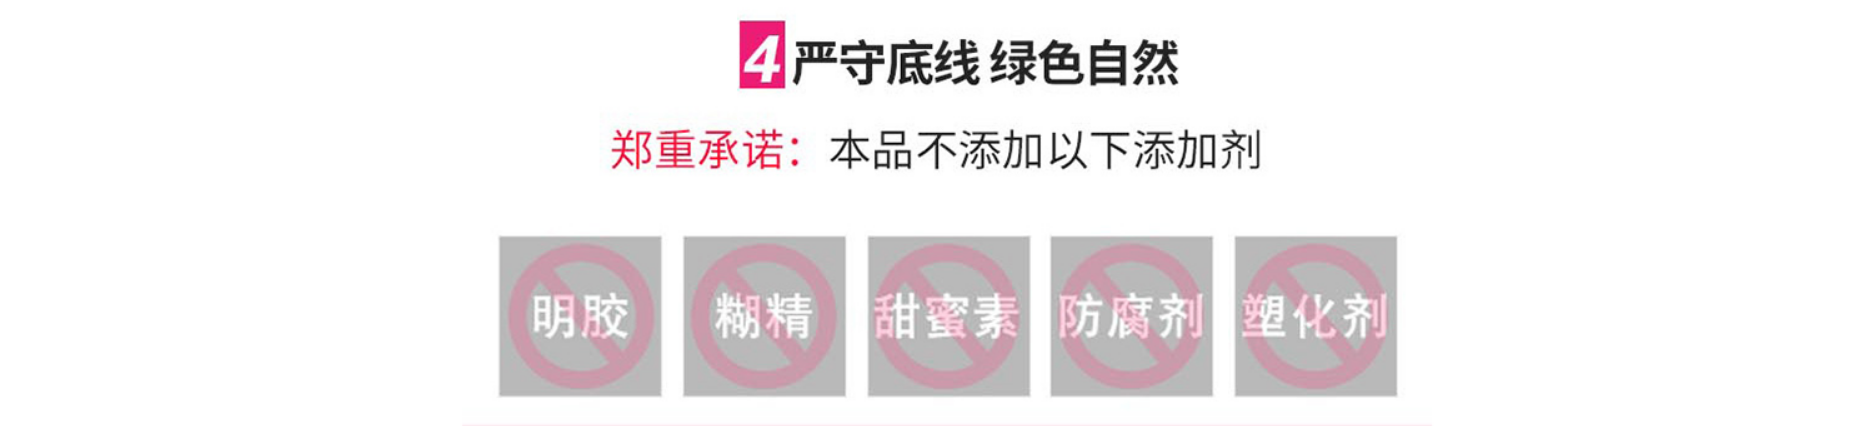 4 严守底线 绿色自然
郑重承诺：本品不添加以下添加剂
明胶 糊精 甜蜜素 防腐剂 塑化剂